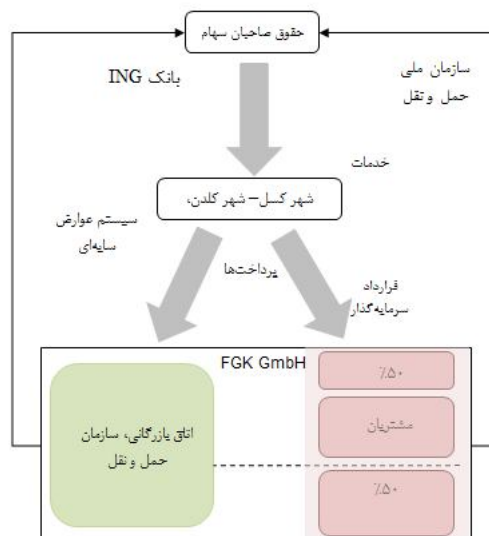 حقوق صاحبان سهام
بانک ING
سازمان ملی
حمل و نقل
خدمات
شهر کسل– شهر کلدن،
سیستم عوارض
سایه‌ای
پرداخت‌ها
قرارداد
سرمایه‌گذار
FGK GmbH
٪۵۰
اتاق بازرگانی، سازمان
حمل و نقل
مشتریان
٪۵۰